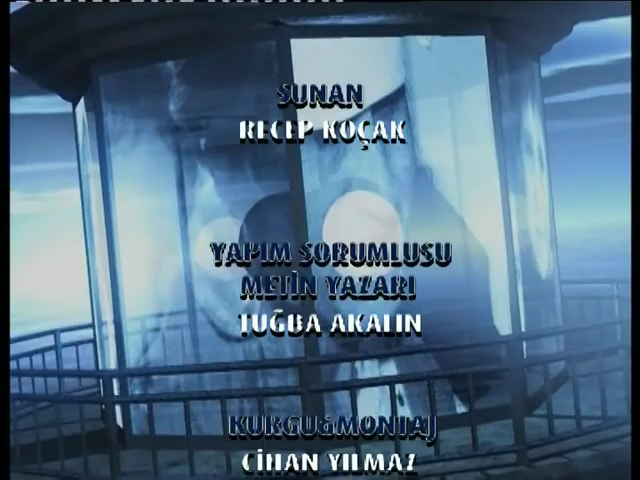 SUNAN
RECEP KOÇAK
YAPIM SORUMLUSU
METİN YAZARI
TUĞBA AKALIN
KURGU&MONTAJ
CİHAN YILMAZ